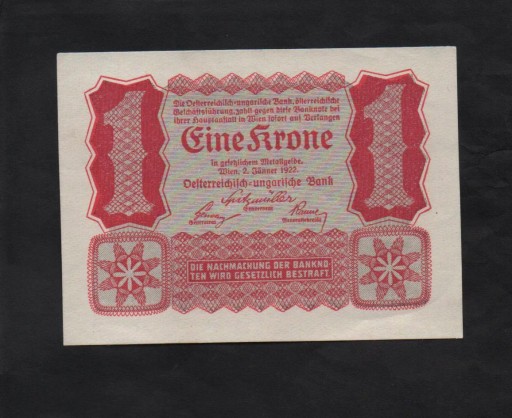 1
1
Die Oesterreichisch-ungarische Bank, österreichische
Geschäftsführung, zahlt gegen diese Banknote bei
ihrer Hauptanstalt in Wien sofort auf Verlangen
Eine Krone
in gesetzlichem Metallgelde.
Wien, 2. Jänner 1922.
Oesterreichisch-ungarische Bank
Spitzmüller
Gouverneur
DIE NACHMACHUNG DER BANKNO-
TEN WIRD GESETZLICH BESTRAFT